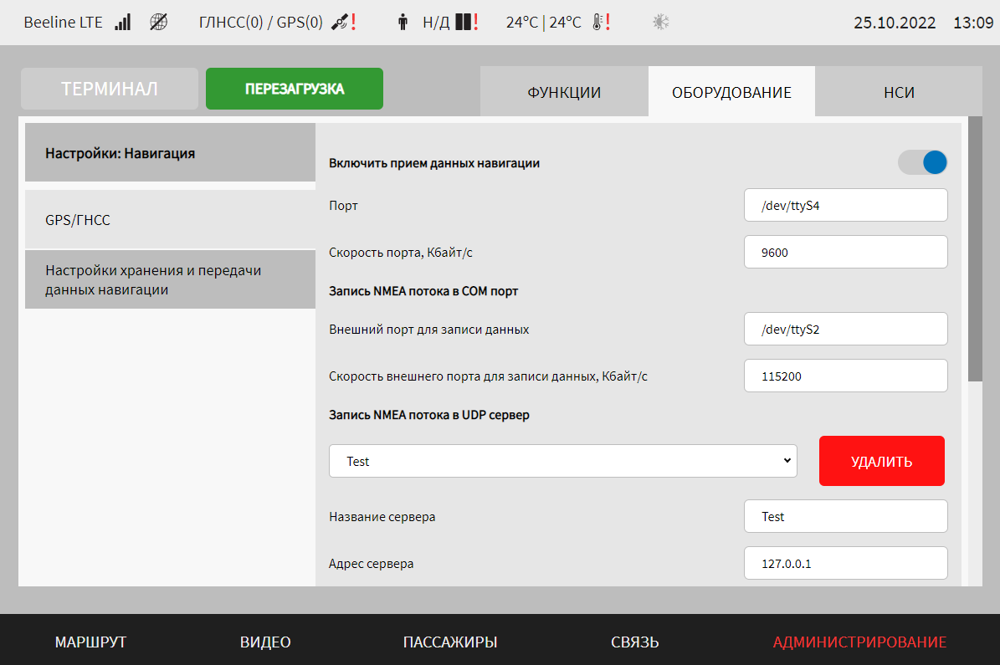 Beeline LTE ГЛНСС(0) / GPS(0) ! Н/Д ! 24°C | 24°C ! 25.10.2022 13:09
ТЕРМИНАЛ ПЕРЕЗАГРУЗКА ФУНКЦИИ ОБОРУДОВАНИЕ НСИ
Настройки: Навигация
GPS/ГНСС
Настройки хранения и передачи
данных навигации
Включить прием данных навигации
Порт /dev/ttyS4
Скорость порта, Кбайт/с 9600
Запись NMEA потока в COM порт
Внешний порт для записи данных /dev/ttyS2
Скорость внешнего порта для записи данных, Кбайт/с 115200
Запись NMEA потока в UDP сервер
Test УДАЛИТЬ
Название сервера Test
Адрес сервера 127.0.0.1
МАРШРУТ ВИДЕО ПАССАЖИРЫ СВЯЗЬ АДМИНИСТРИРОВАНИЕ